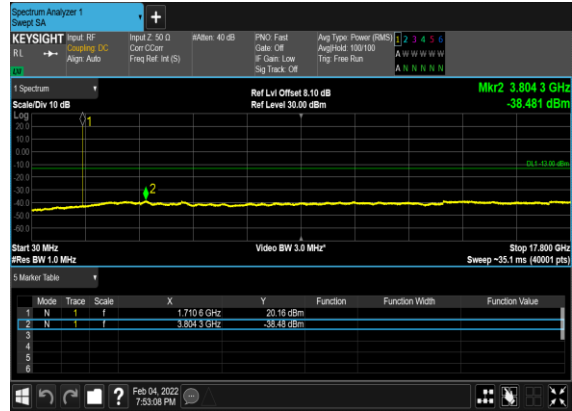 Spectrum Analyzer 1
Swept SA
+
KEYSIGHT Input: RF Input Z: 50 Ω #Atten: 40 dB PNO: Fast Avg Type: Power (RMS) 1 2 3 4 5 6
RL Coupling: DC Corr CCorr Gate: Off Avg|Hold: 100/100 A W W W W W
Align: Auto Freq Ref: Int (S) IF Gain: Low Trig: Free Run
Sig Track: Off A N N N N N
1 Spectrum Ref Lvl Offset 8.10 dB Mkr2 3.804 3 GHz
Scale/Div 10 dB Ref Level 30.00 dBm -38.481 dBm
Log
20.0
10.0
0.00
-10.0
-20.0
-30.0
-40.0
-50.0
-60.0
1
2
DL1 -13.00 dBm
Start 30 MHz Video BW 3.0 MHz* Stop 17.800 GHz
#Res BW 1.0 MHz Sweep ~35.1 ms (40001 pts)
5 Marker Table
Mode Trace Scale X Y Function Function Width Function Value
1 N 1 f 1.710 6 GHz 20.16 dBm
2 N 1 f 3.804 3 GHz -38.48 dBm
3
4
5
6
? Feb 04, 2022
7:53:08 PM